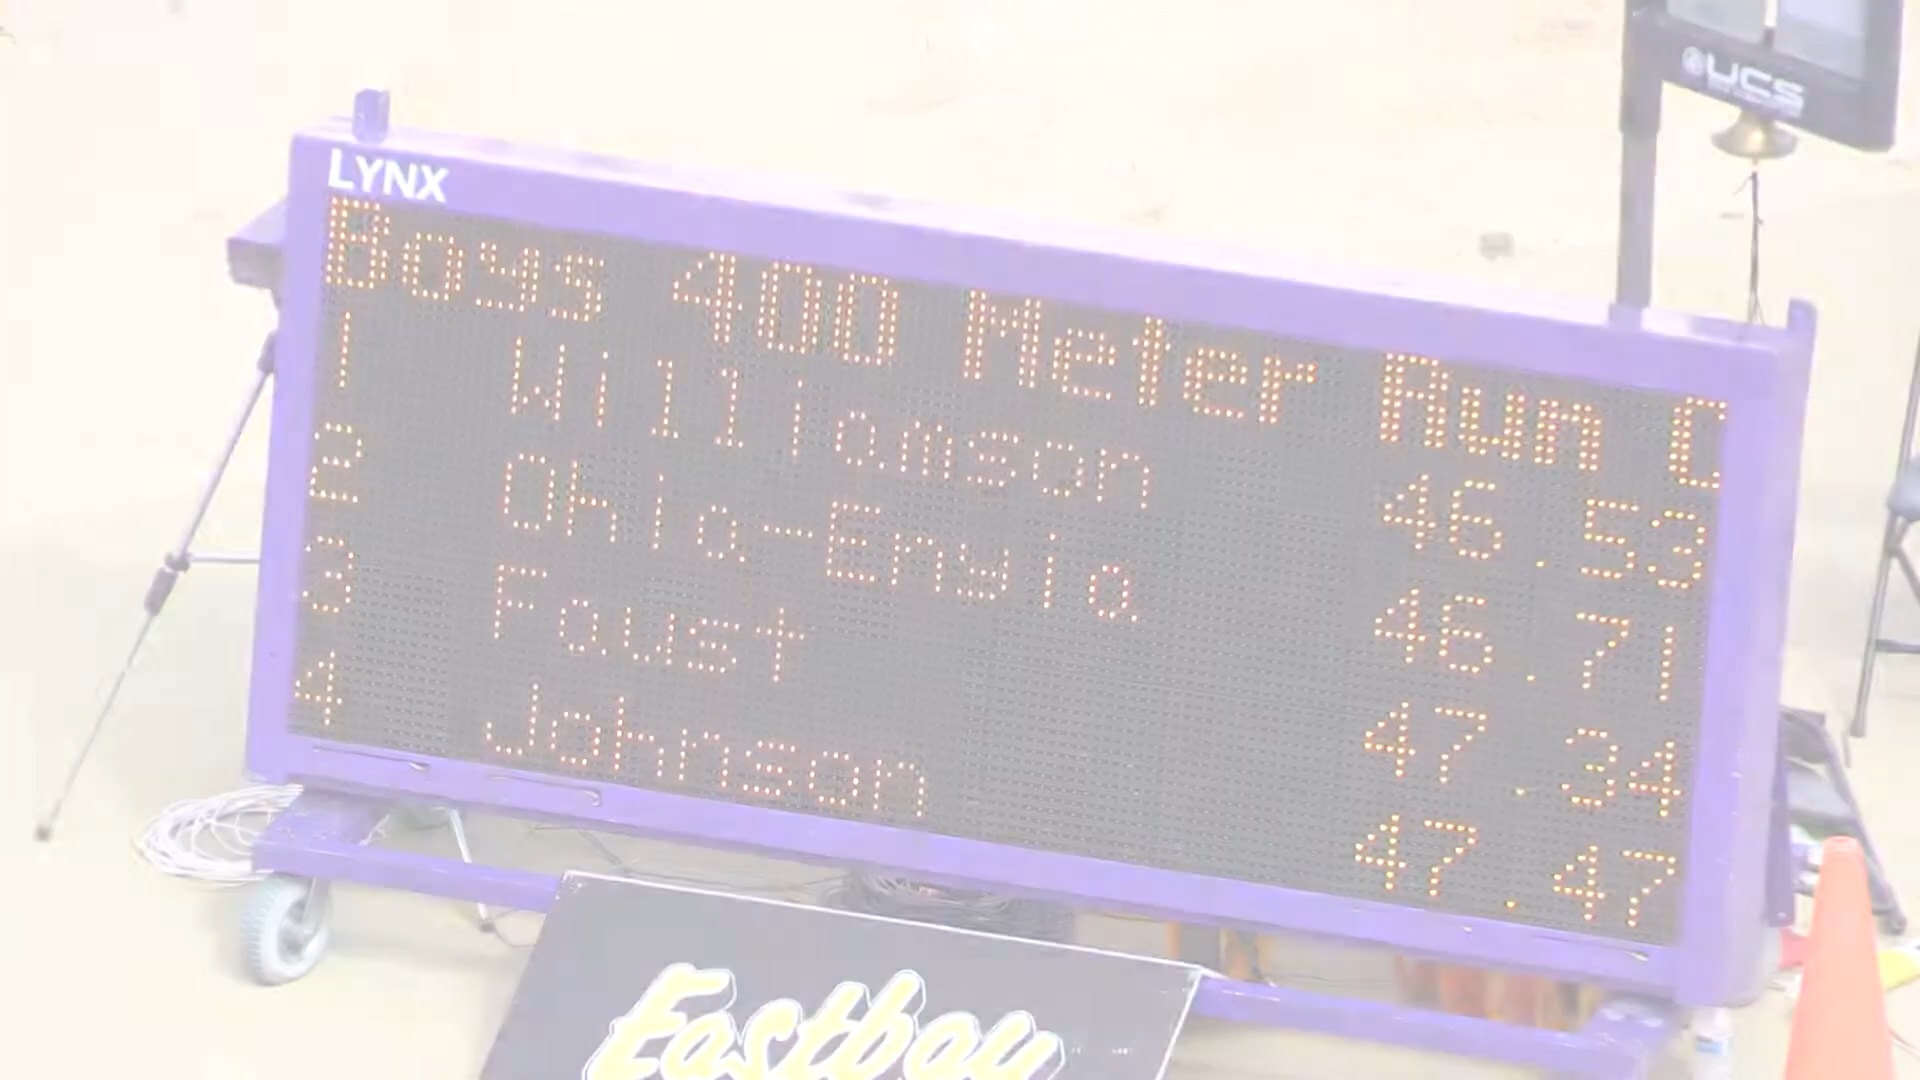 UCS
LYNX
Boys 400 Meter Run
1 Williamson 46.53
2 Ohia-Enyia 46.71
3 Faust 47.34
4 Johnson 47.47
Eastbay